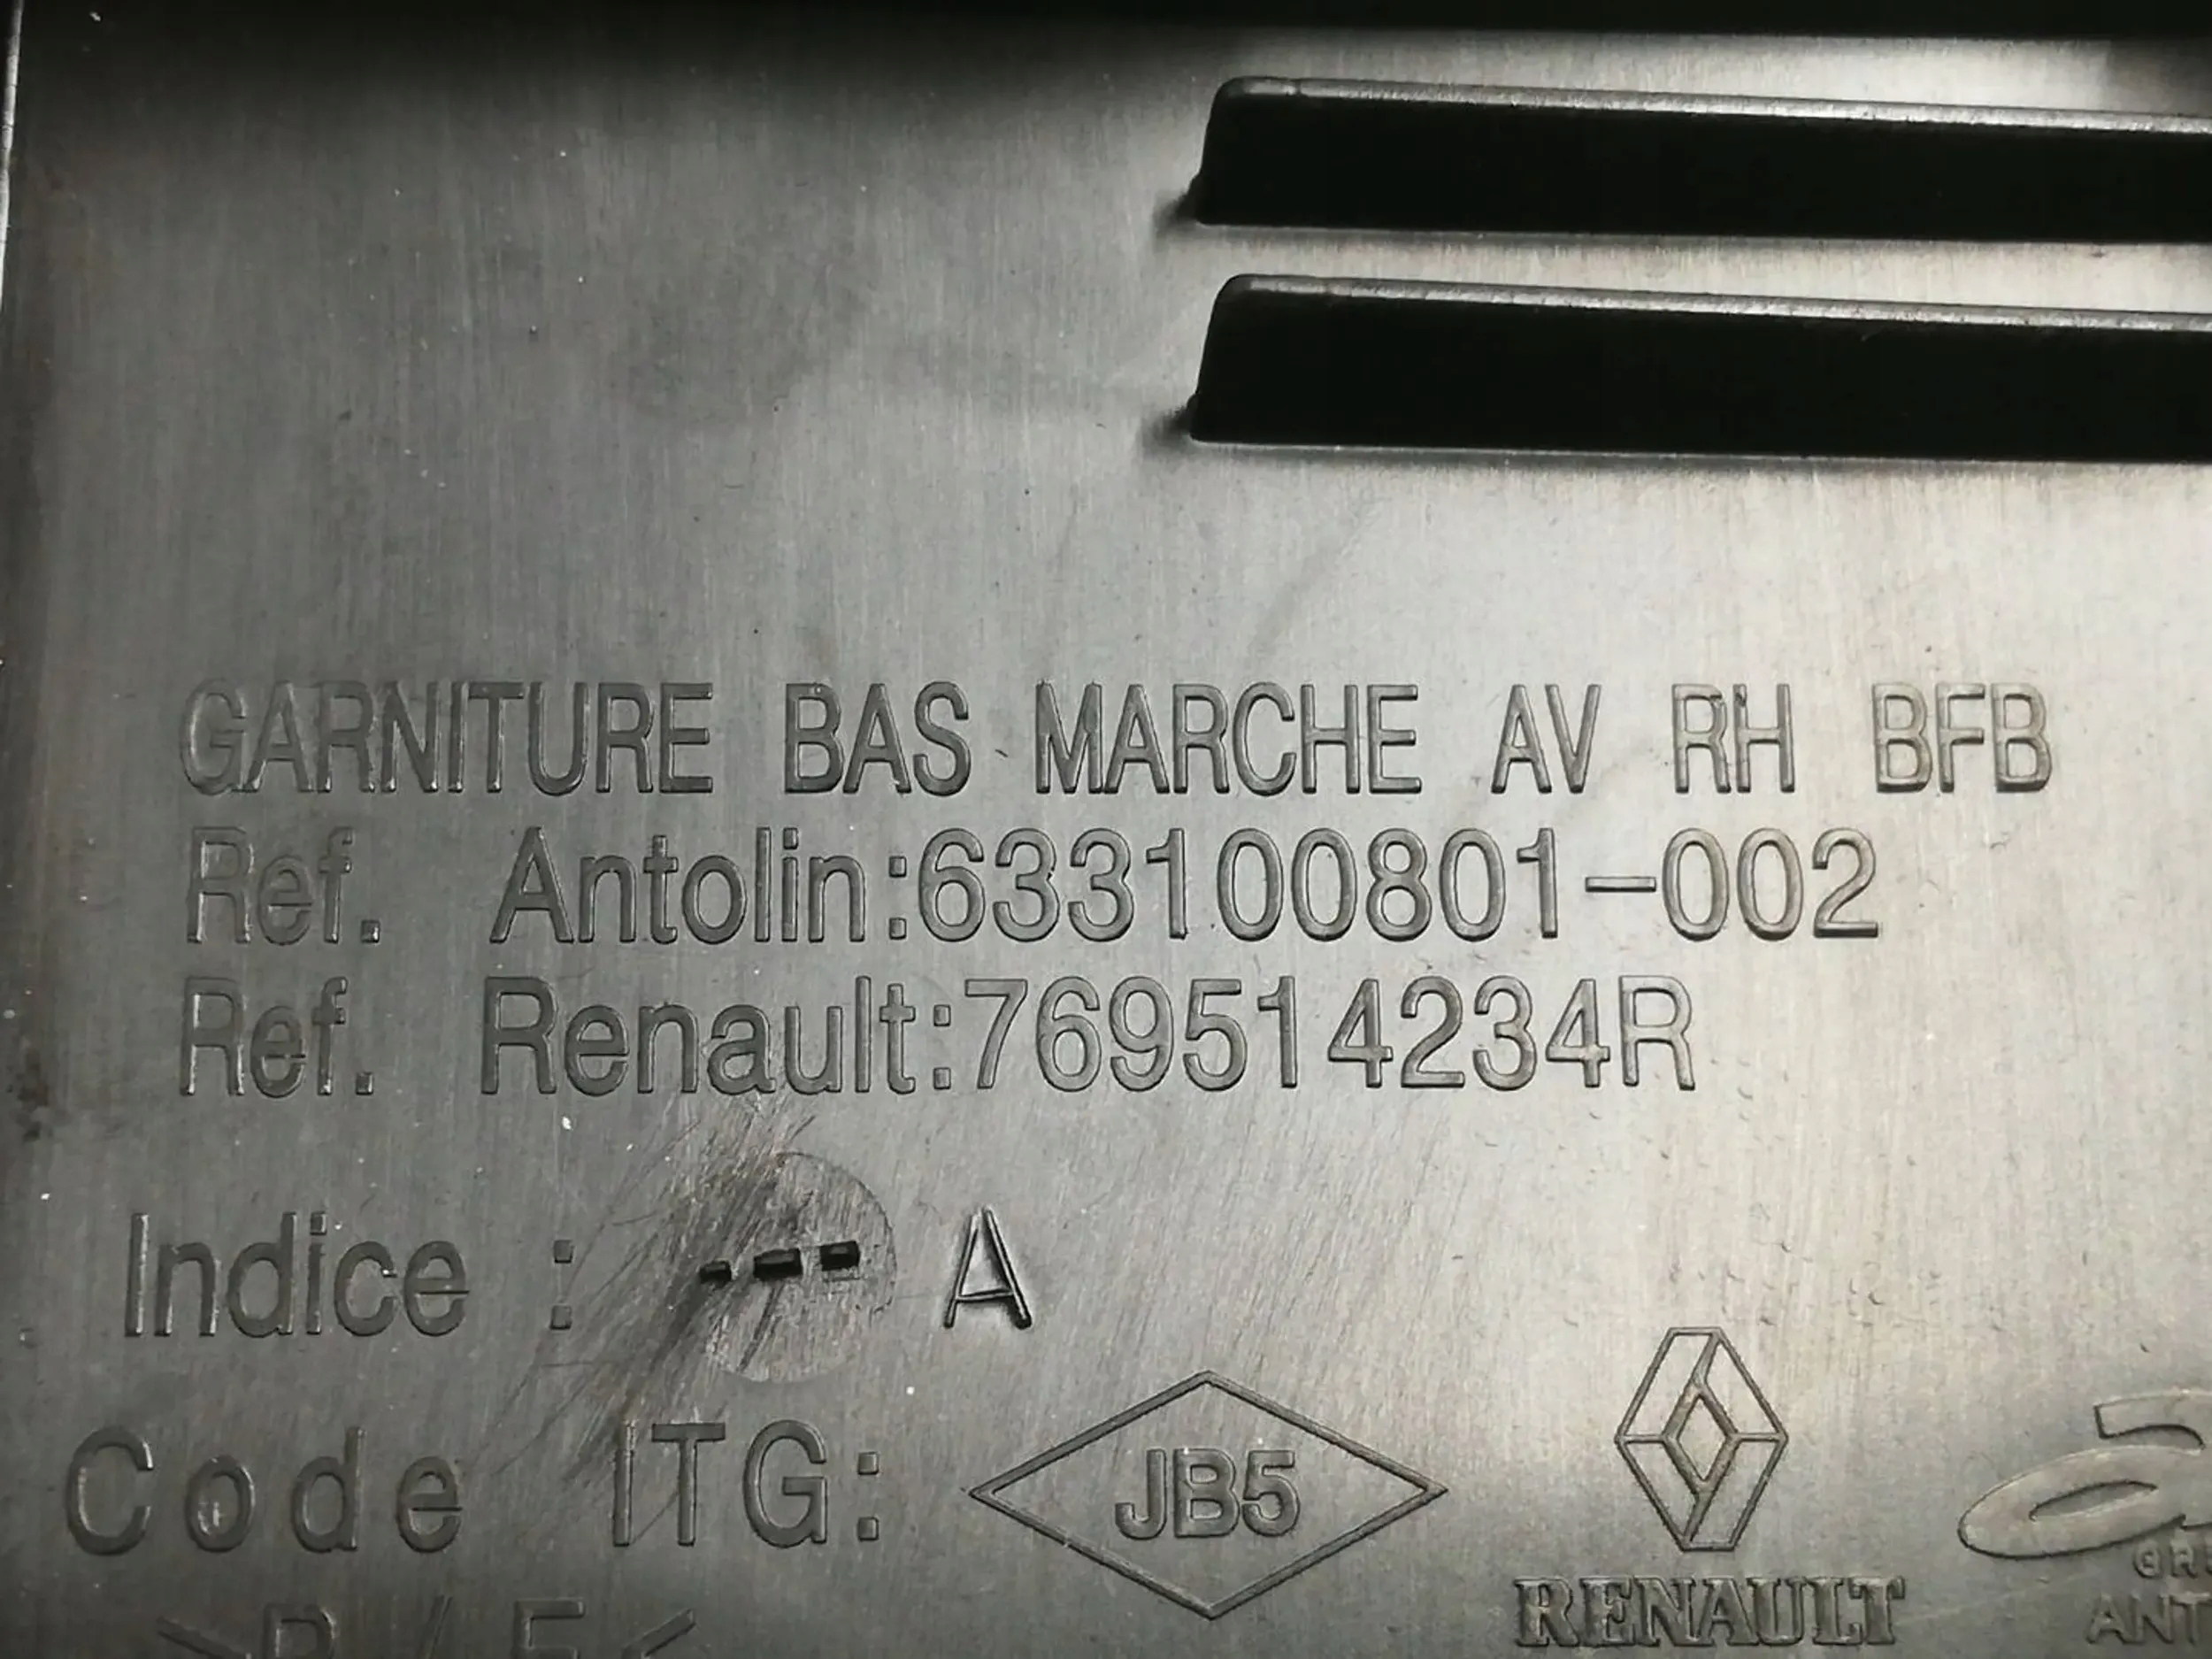 GARNITURE BAS MARCHE AV RH BFB
Ref. Antolin:633100801-002
Ref. Renault:769514234R
Indice : --- A
Code ITG: JB5
RENAULT